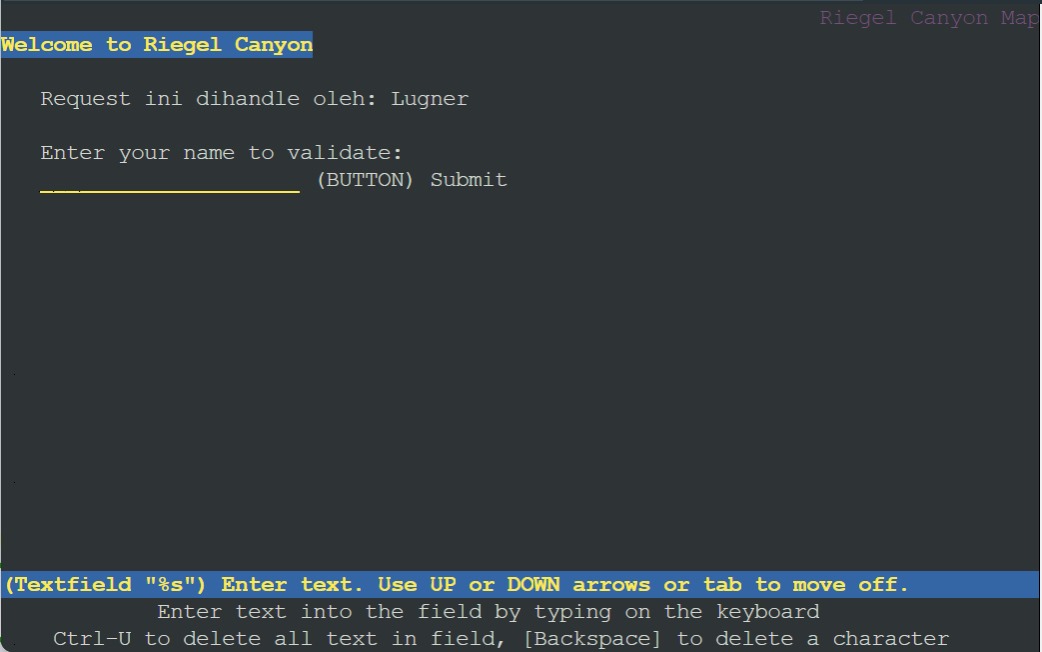 Riegel Canyon Map
Welcome to Riegel Canyon
Request ini dihandle oleh: Lugner
Enter your name to validate:
____________________ (BUTTON) Submit
(Textfield "%s") Enter text. Use UP or DOWN arrows or tab to move off.
Enter text into the field by typing on the keyboard
Ctrl-U to delete all text in field, [Backspace] to delete a character